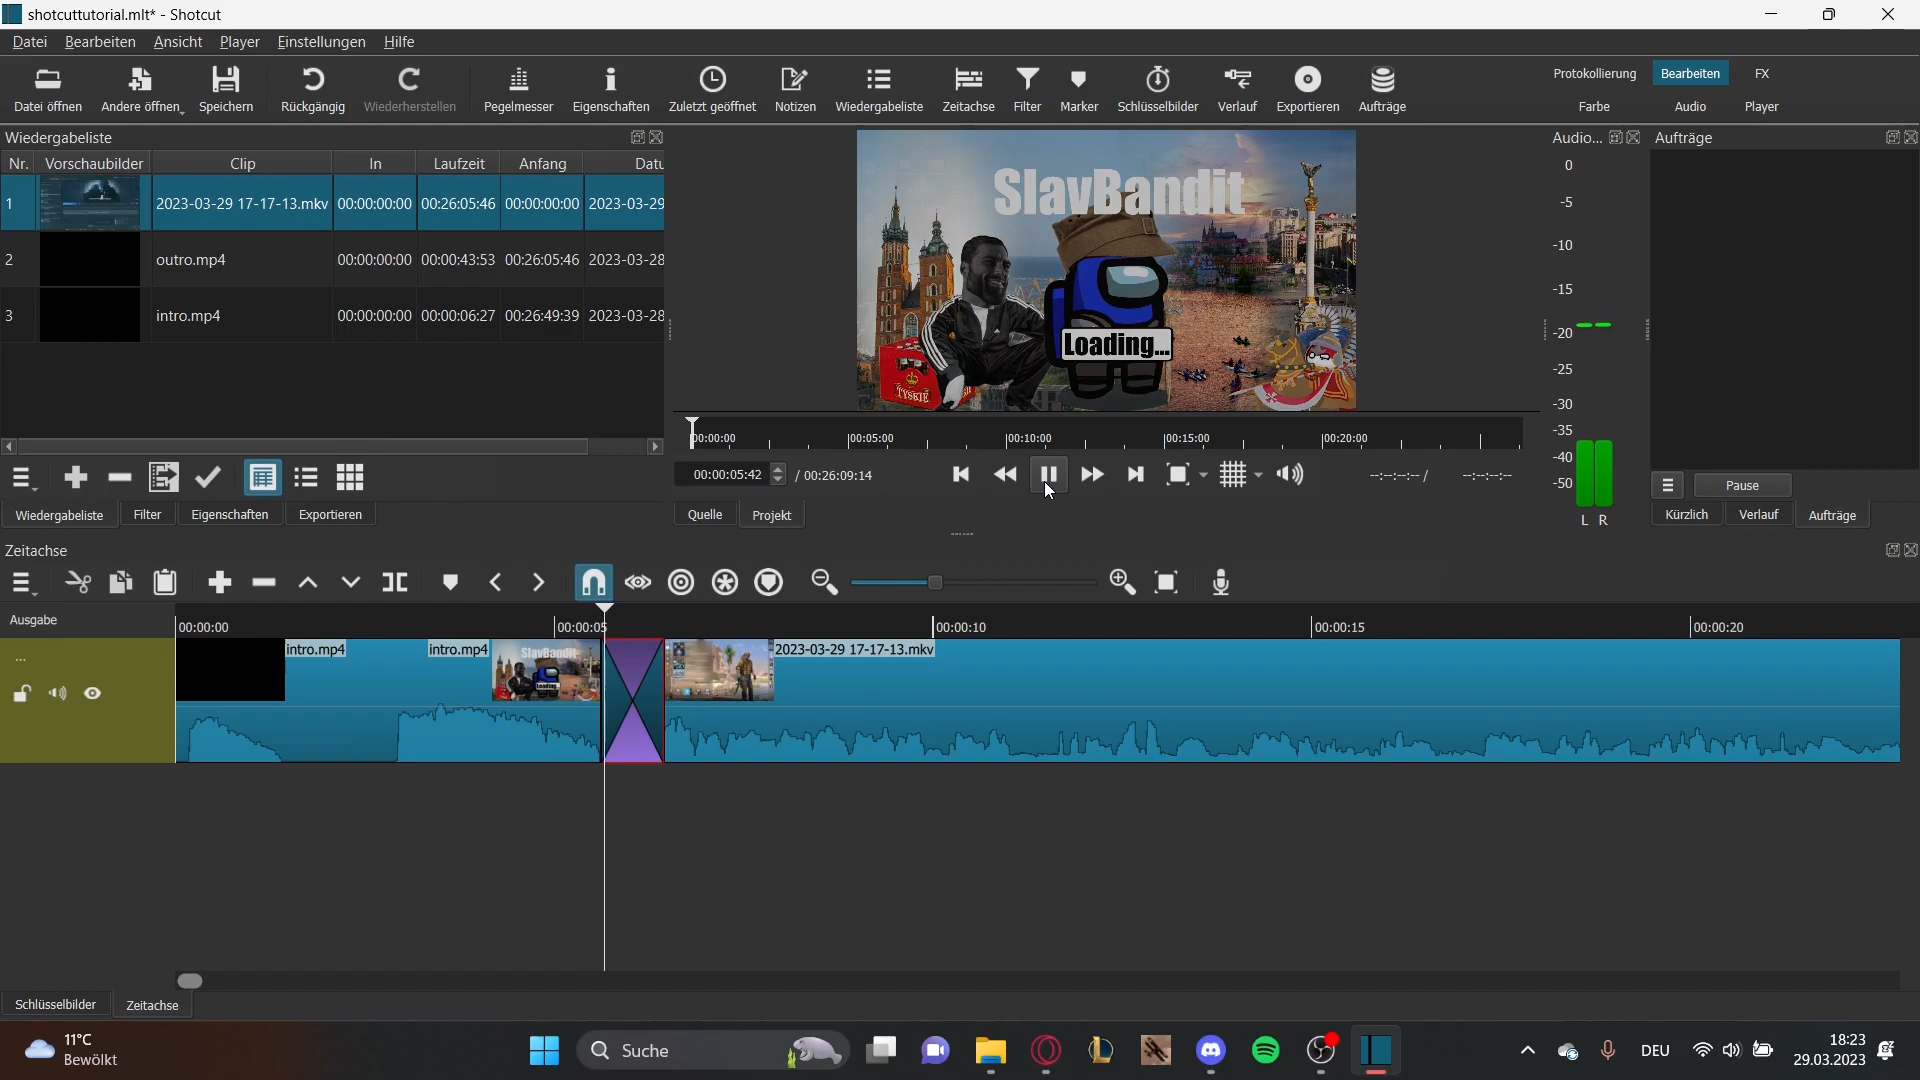 shotcuttutorial.mlt* - Shotcut
Datei Bearbeiten Ansicht Player Einstellungen Hilfe
Datei öffnen Andere öffnen Speichern Rückgängig Wiederherstellen Pegelmesser Eigenschaften Zuletzt geöffnet Notizen Wiedergabeliste Zeitachse Filter Marker Schlüsselbilder Verlauf Exportieren Aufträge
Protokollierung Bearbeiten FX
Farbe Audio Player
Wiedergabeliste
Nr. Vorschaubilder Clip In Laufzeit Anfang Datu
1 2023-03-29 17-17-13.mkv 00:00:00:00 00:26:05:46 00:00:00:00 2023-03-29
2 outro.mp4 00:00:00:00 00:00:43:53 00:26:05:46 2023-03-28
3 intro.mp4 00:00:00:00 00:00:06:27 00:26:49:39 2023-03-28
Wiedergabeliste Filter Eigenschaften Exportieren
SlavBandit
Loading...
TYSKIE
00:00:00 00:05:00 00:10:00 00:15:00 00:20:00
00:00:05:42 / 00:26:09:14 --:--:--:-- / --:--:--:--
Quelle Projekt
Audio...
0
-5
-10
-15
-20
-25
-30
-35
-40
-50
L R
Aufträge
Pause
Kürzlich Verlauf Aufträge
Zeitachse
Ausgabe
00:00:00 00:00:05 00:00:10 00:00:15 00:00:20
...
intro.mp4 intro.mp4 2023-03-29 17-17-13.mkv
SlavBandit
Schlüsselbilder Zeitachse
11°C
Bewölkt
Suche
DEU
18:23
29.03.2023